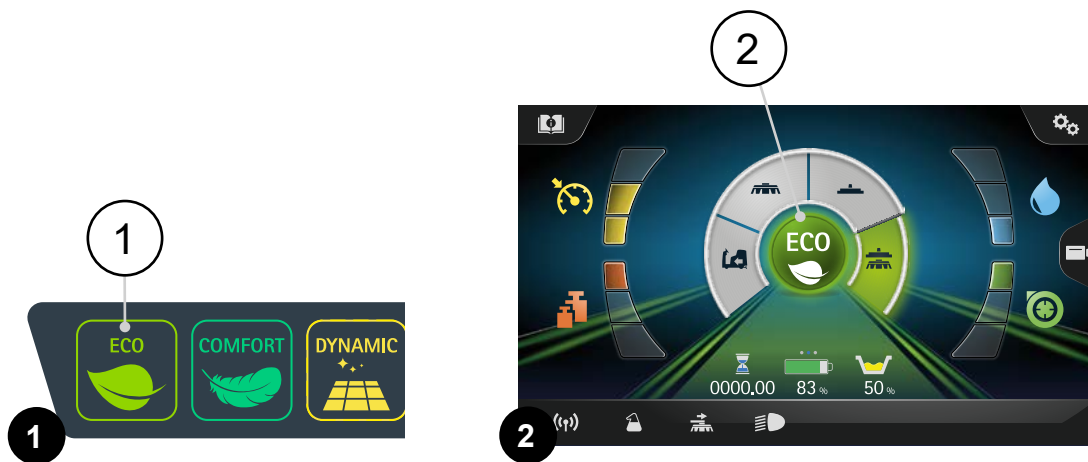 1
ECO
COMFORT
DYNAMIC
1
2
ECO
0000.00
83 %
50 %
2